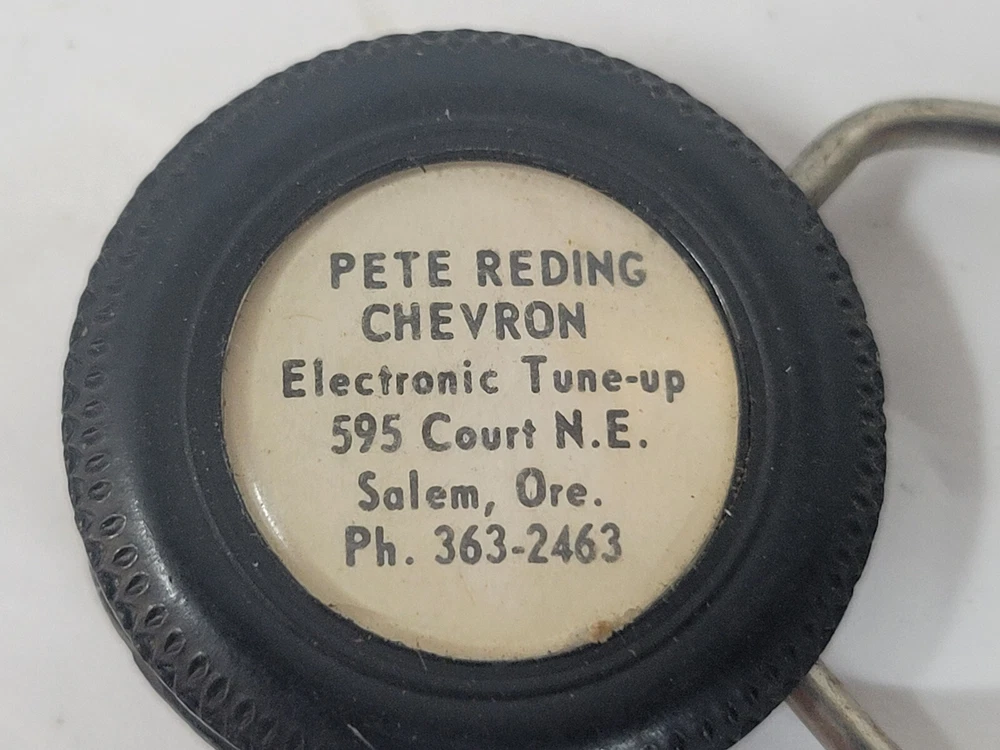 PETE REDING
CHEVRON
Electronic Tune-up
595 Court N.E.
Salem, Ore.
Ph. 363-2463